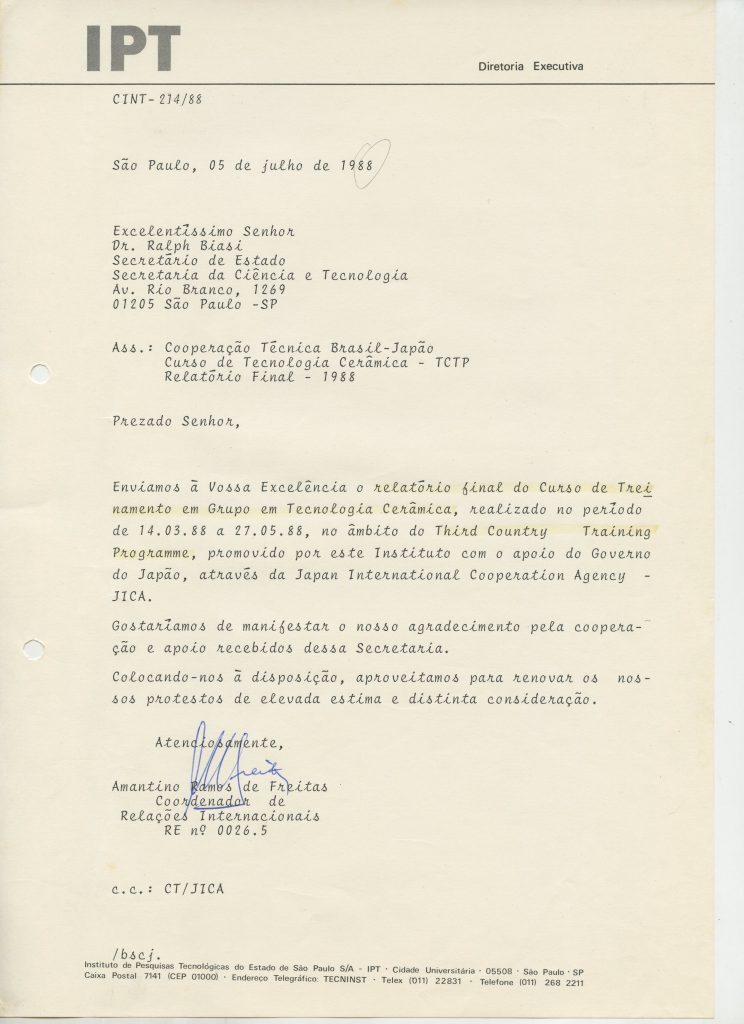 IPT
Diretoria Executiva
CINT-214/88
São Paulo, 05 de julho de 1988
Excelentíssimo Senhor
Dr. Ralph Biasi
Secretário de Estado
Secretaria da Ciência e Tecnologia
Av. Rio Branco, 1269
01205 São Paulo -SP
Ass.: Cooperação Técnica Brasil-Japão
Curso de Tecnologia Cerâmica - TCTP
Relatório Final - 1988
Prezado Senhor,
Enviamos à Vossa Excelência o relatório final do Curso de Trei
namento em Grupo em Tecnologia Cerâmica, realizado no período
de 14.03.88 a 27.05.88, no âmbito do Third Country Training
Programme, promovido por este Instituto com o apoio do Governo
do Japão, através da Japan International Cooperation Agency -
JICA.
Gostaríamos de manifestar o nosso agradecimento pela coopera-
ção e apoio recebidos dessa Secretaria.
Colocando-nos à disposição, aproveitamos para renovar os nos-
sos protestos de elevada estima e distinta consideração.
Atenciosamente,
Amantino Ramos de Freitas
Coordenador de
Relações Internacionais
RE nº 0026.5
c.c.: CT/JICA
/bscj.
Instituto de Pesquisas Tecnológicas do Estado de São Paulo S/A - IPT · Cidade Universitária · 05508 · São Paulo · SP
Caixa Postal 7141 (CEP 01000) · Endereço Telegráfico: TECNINST · Telex (011) 22831 · Telefone (011) 268 2211